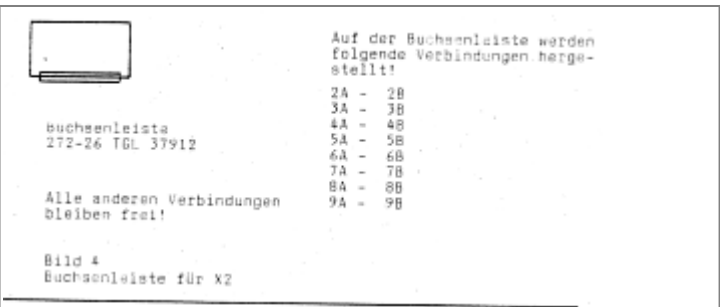 Auf der Buchsenleiste werden
folgende Verbindungen herge-
stellt!
2A - 2B
3A - 3B
4A - 4B
5A - 5B
6A - 6B
7A - 7B
8A - 8B
9A - 9B
Buchsenleiste
272-26 TGL 37912
Alle anderen Verbindungen
bleiben frei!
Bild 4
Buchsenleiste für X2